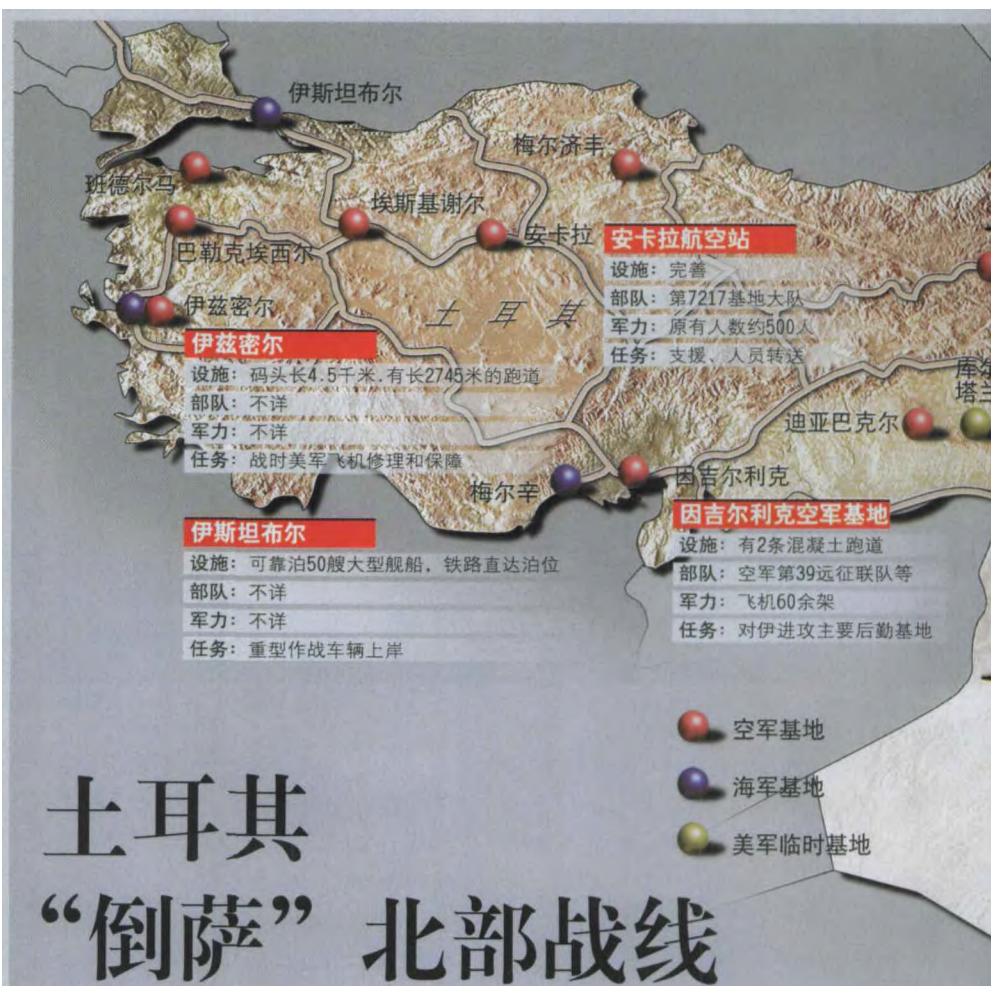 伊斯坦布尔
梅尔济丰
班德尔马
埃斯基谢尔
安卡拉
巴勒克埃西尔
伊兹密尔
土耳其
安卡拉航空站
设施：完善
部队：第7217基地大队
军力：原有人数约500人
任务：支援、人员转送
伊兹密尔
设施：码头长4.5千米.有长2745米的跑道
部队：不详
军力：不详
任务：战时美军飞机修理和保障
库尔
塔兰
迪亚巴克尔
梅尔辛
因吉尔利克
因吉尔利克空军基地
设施：有2条混凝土跑道
部队：空军第39远征联队等
军力：飞机60余架
任务：对伊进攻主要后勤基地
伊斯坦布尔
设施：可靠泊50艘大型舰船，铁路直达泊位
部队：不详
军力：不详
任务：重型作战车辆上岸
空军基地
海军基地
美军临时基地
土耳其
“倒萨”北部战线